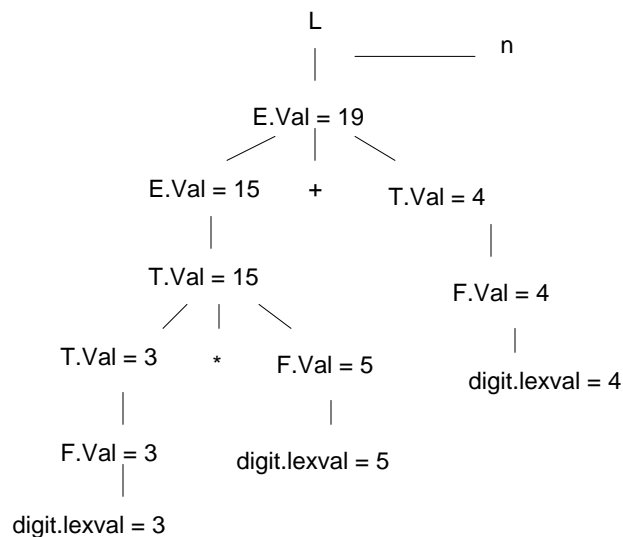 L
n
E.Val = 19
E.Val = 15 + T.Val = 4
T.Val = 15
F.Val = 4
T.Val = 3 * F.Val = 5
digit.lexval = 4
F.Val = 3
digit.lexval = 5
digit.lexval = 3